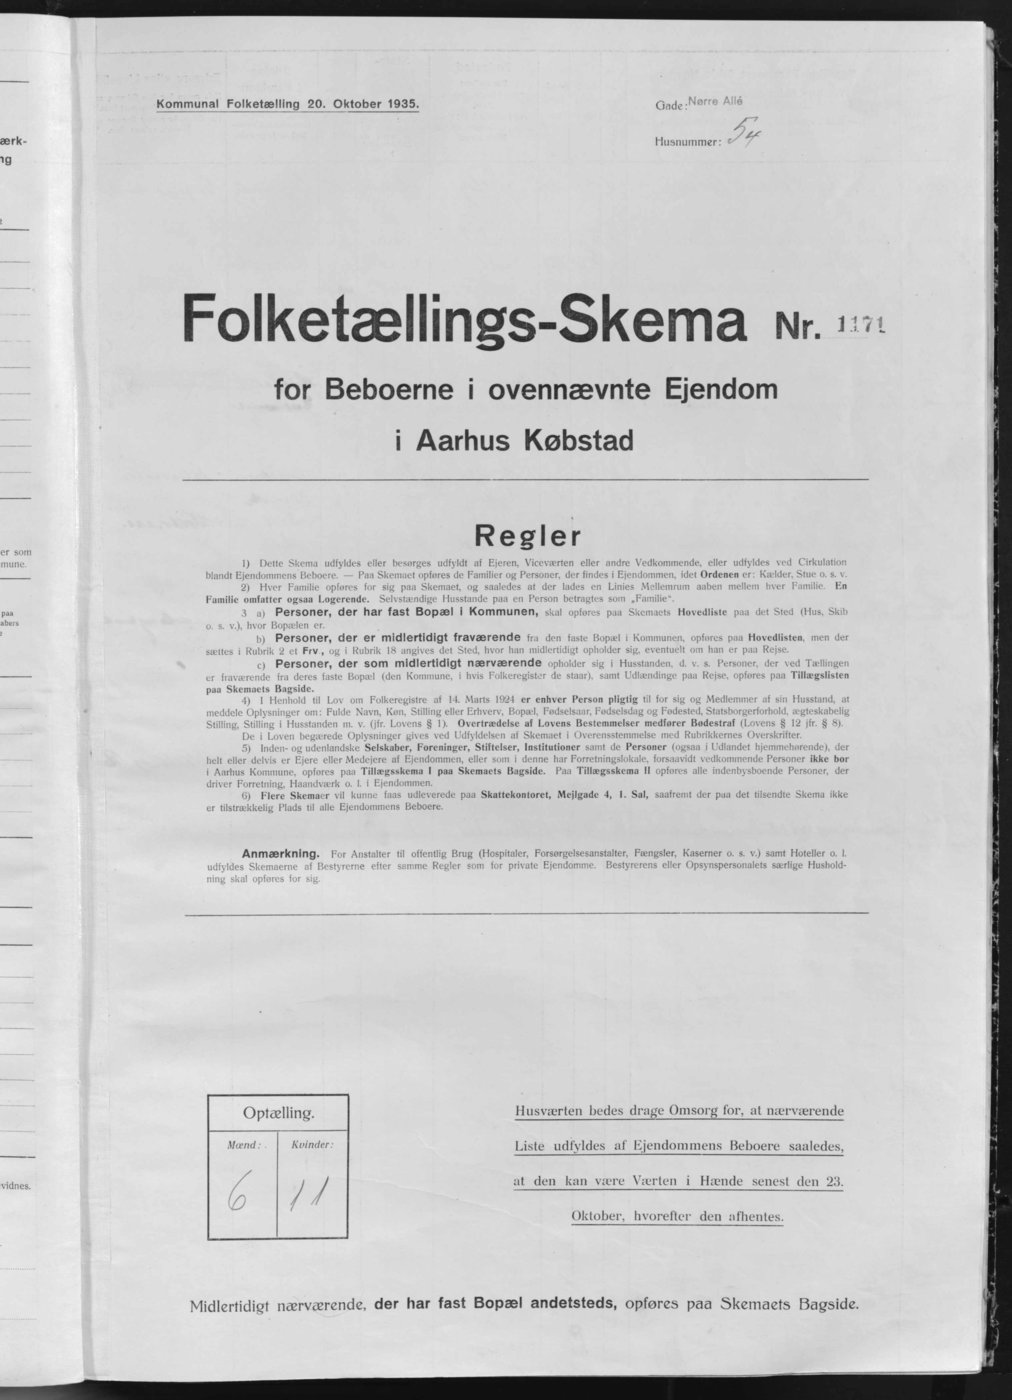 Kommunal Folketælling 20. Oktober 1935.
Gade: Nørre Allé
Husnummer: 54
Folketællings-Skema Nr. 1171
for Beboerne i ovennævnte Ejendom
i Aarhus Købstad
Regler
1) Dette Skema udfyldes eller besørges udfyldt af Ejeren, Viceværten eller andre Vedkommende, eller udfyldes ved Cirkulation
blandt Ejendommens Beboere. — Paa Skemaet opføres de Familier og Personer, der findes i Ejendommen, idet Ordenen er: Kælder, Stue o. s. v.
2) Hver Familie opføres for sig paa Skemaet, og saaledes at der lades en Linies Mellemrum aaben mellem hver Familie. En
Familie omfatter ogsaa Logerende. Selvstændige Husstande paa en Person betragtes som „Familie“.
3 a) Personer, der har fast Bopæl i Kommunen, skal opføres paa Skemaets Hovedliste paa det Sted (Hus, Skib
o. s. v.), hvor Bopælen er.
b) Personer, der er midlertidigt fraværende fra den faste Bopæl i Kommunen, opføres paa Hovedlisten, men der
sættes i Rubrik 2 et Frv., og i Rubrik 18 angives det Sted, hvor han midlertidigt opholder sig, eventuelt om han er paa Rejse.
c) Personer, der som midlertidigt nærværende opholder sig i Husstanden, d. v. s. Personer, der ved Tællingen
er fraværende fra deres faste Bopæl (den Kommune, i hvis Folkeregister de staar), samt Udlændinge paa Rejse, opføres paa Tillægslisten
paa Skemaets Bagside.
4) I Henhold til Lov om Folkeregistre af 14. Marts 1924 er enhver Person pligtig til for sig og Medlemmer af sin Husstand, at
meddele Oplysninger om: Fulde Navn, Køn, Stilling eller Erhverv, Bopæl, Fødselsaar, Fødselsdag og Fødested, Statsborgerforhold, ægteskabelig
Stilling, Stilling i Husstanden m. v. (jfr. Lovens § 1). Overtrædelse af Lovens Bestemmelser medfører Bødestraf (Lovens § 12 jfr. § 8).
De i Loven begærede Oplysninger gives ved Udfyldelsen af Skemaet i Overensstemmelse med Rubrikkernes Overskrifter.
5) Inden- og udenlandske Selskaber, Foreninger, Stiftelser, Institutioner samt de Personer (ogsaa i Udlandet hjemmehørende), der
helt eller delvis er Ejere eller Medejere af Ejendommen, eller som i denne har Forretningslokale, forsaavidt vedkommende Personer ikke bor
i Aarhus Kommune, opføres paa Tillægsskema I paa Skemaets Bagside. Paa Tillægsskema II opføres alle indenbysboende Personer, der
driver Forretning, Haandværk o. l. i Ejendommen.
6) Flere Skemaer vil kunne faas udleverede paa Skattekontoret, Mejlgade 4, 1. Sal, saafremt der paa det tilsendte Skema ikke
er tilstrækkelig Plads til alle Ejendommens Beboere.
Anmærkning. For Anstalter til offentlig Brug (Hospitaler, Forsørgelsesanstalter, Fængsler, Kaserner o. s. v.) samt Hoteller o. l.
udfyldes Skemaerne af Bestyrerne efter samme Regler som for private Ejendomme. Bestyrerens eller Opsynspersonalets særlige Hushold-
ning skal opføres for sig.
Optælling.
Mænd: Kvinder:
6 11
Husværten bedes drage Omsorg for, at nærværende
Liste udfyldes af Ejendommens Beboere saaledes,
at den kan være Værten i Hænde senest den 23.
Oktober, hvorefter den afhentes.
Midlertidigt nærværende, der har fast Bopæl andetsteds, opføres paa Skemaets Bagside.
ærk-
ng
er som
mune.
paa
abers
vidnes.